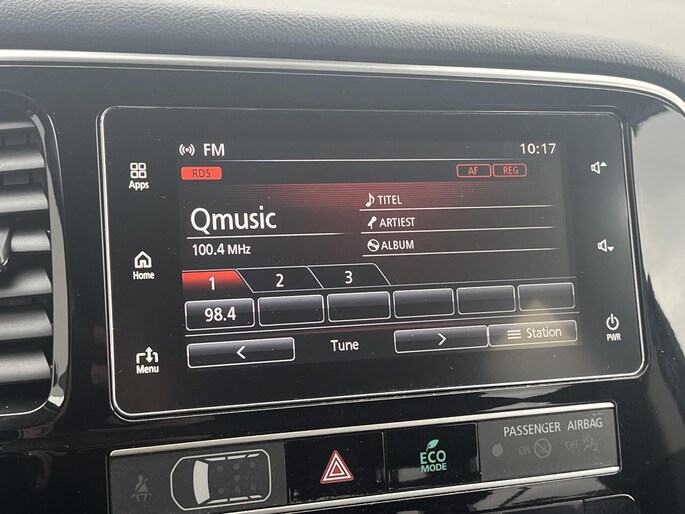 FM 10:17
Apps
RDS AF REG
Qmusic
TITEL
ARTIEST
100.4 MHz
ALBUM
Home
1 2 3
98.4
< Tune > Station
Menu
PWR
PASSENGER AIRBAG
ECO
MODE
ON OFF